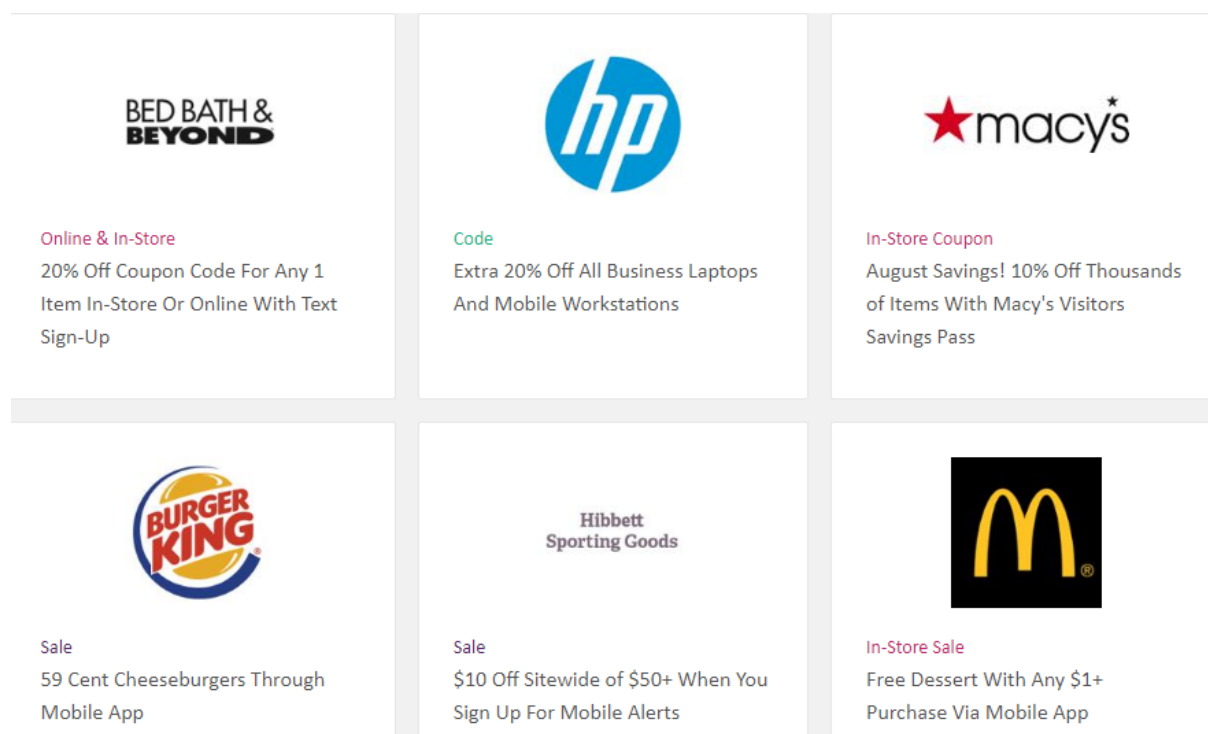 BED BATH &
BEYOND
Online & In-Store
20% Off Coupon Code For Any 1
Item In-Store Or Online With Text
Sign-Up
hp
Code
Extra 20% Off All Business Laptops
And Mobile Workstations
macy's
In-Store Coupon
August Savings! 10% Off Thousands
of Items With Macy's Visitors
Savings Pass
BURGER
KING
®
Sale
59 Cent Cheeseburgers Through
Mobile App
Hibbett
Sporting Goods
Sale
$10 Off Sitewide of $50+ When You
Sign Up For Mobile Alerts
M
®
In-Store Sale
Free Dessert With Any $1+
Purchase Via Mobile App